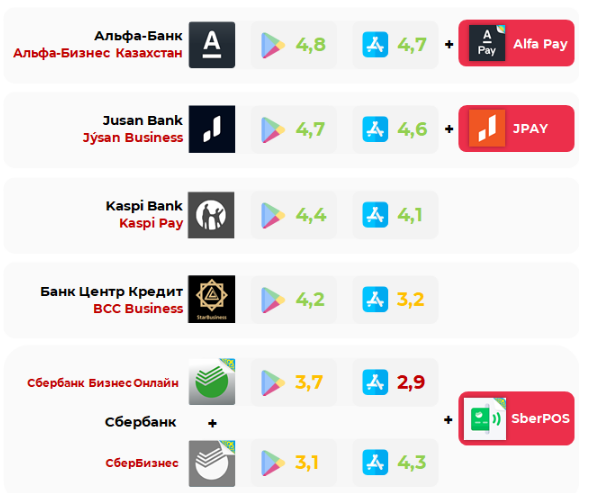 Альфа-Банк
Альфа-Бизнес Казахстан
A
4,8
4,7
+
A
Pay
Alfa Pay
Jusan Bank
Jýsan Business
4,7
4,6
+
JPAY
Kaspi Bank
Kaspi Pay
4,4
4,1
Банк Центр Кредит
BCC Business
StarBusiness
4,2
3,2
Сбербанк Бизнес Онлайн
3,7
2,9
Сбербанк
+
+
SberPOS
СберБизнес
3,1
4,3